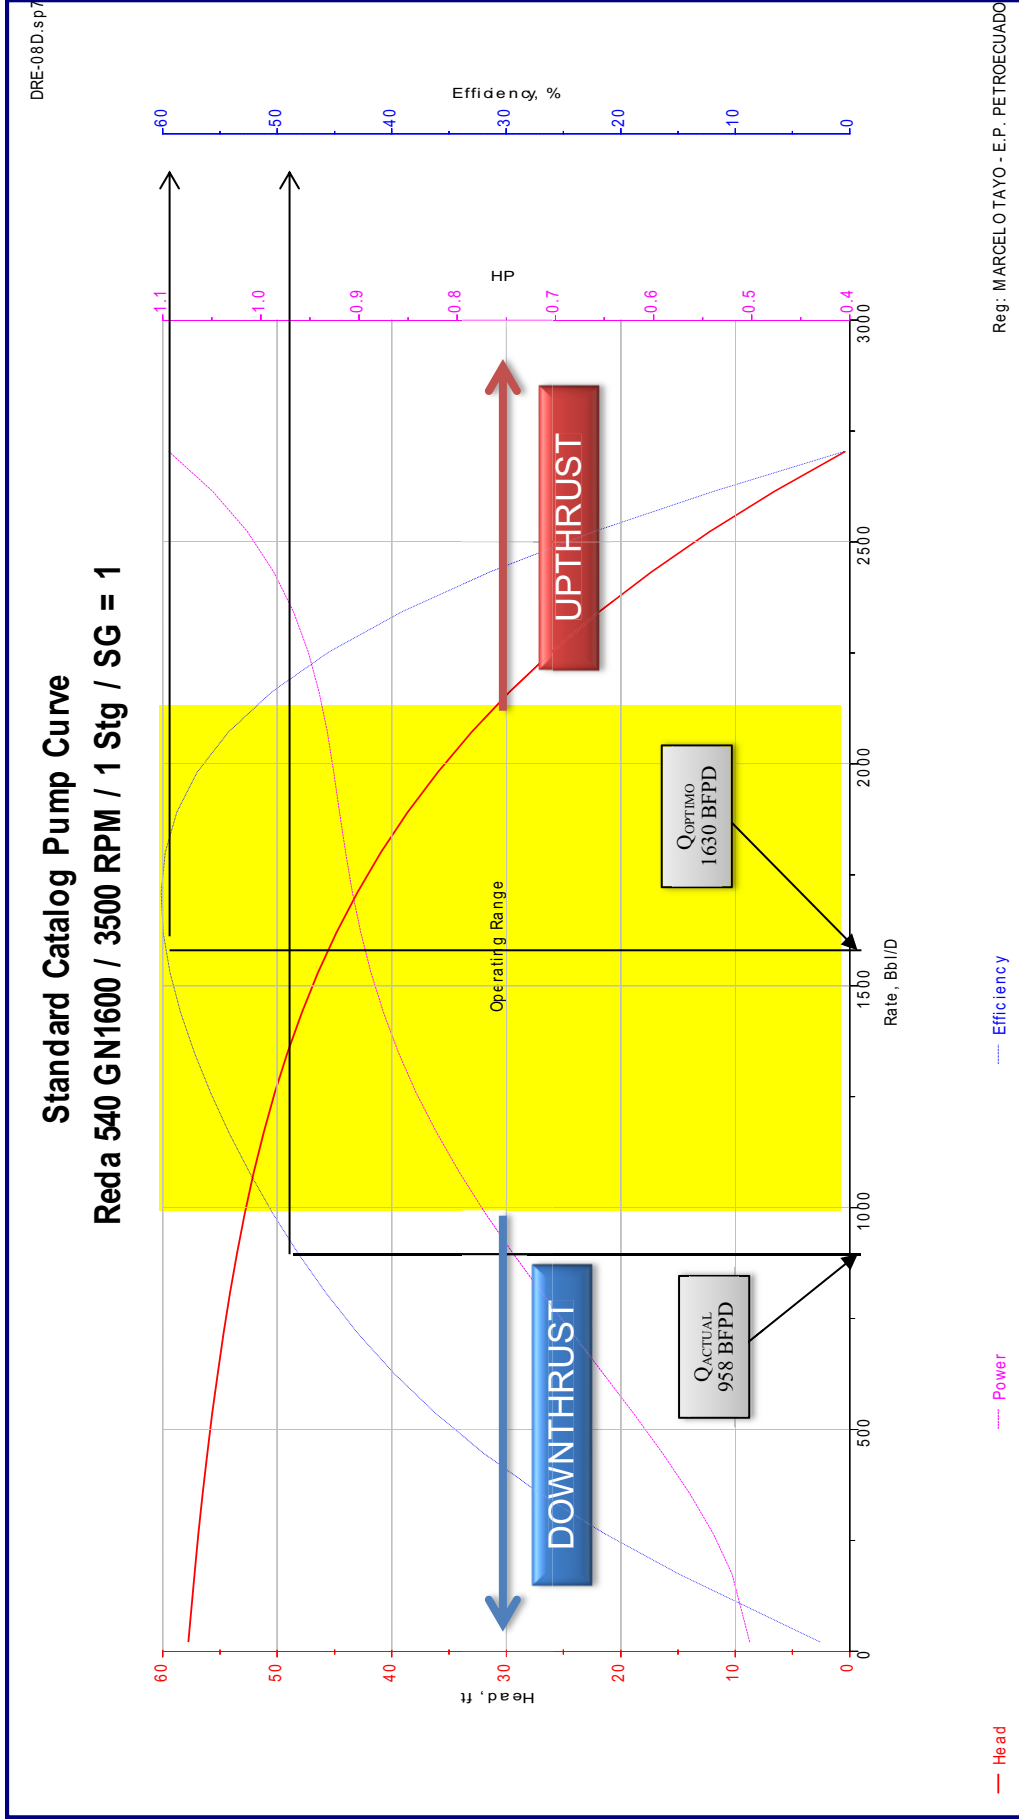 DRE-08D.sp7
Standard Catalog Pump Curve
Reda 540 GN1600 / 3500 RPM / 1 Stg / SG = 1
Head, ft
60
50
40
30
20
10
0
0
500
1000
1500
2000
2500
3000
Rate, Bbl/D
Operating Range
DOWNTHRUST
UPTHRUST
QACTUAL
958 BFPD
QOPTIMO
1630 BFPD
HP
1.1
1.0
0.9
0.8
0.7
0.6
0.5
0.4
Efficiency, %
60
50
40
30
20
10
0
Head
Power
Efficiency
Reg: MARCELO TAYO - E.P. PETROECUADO